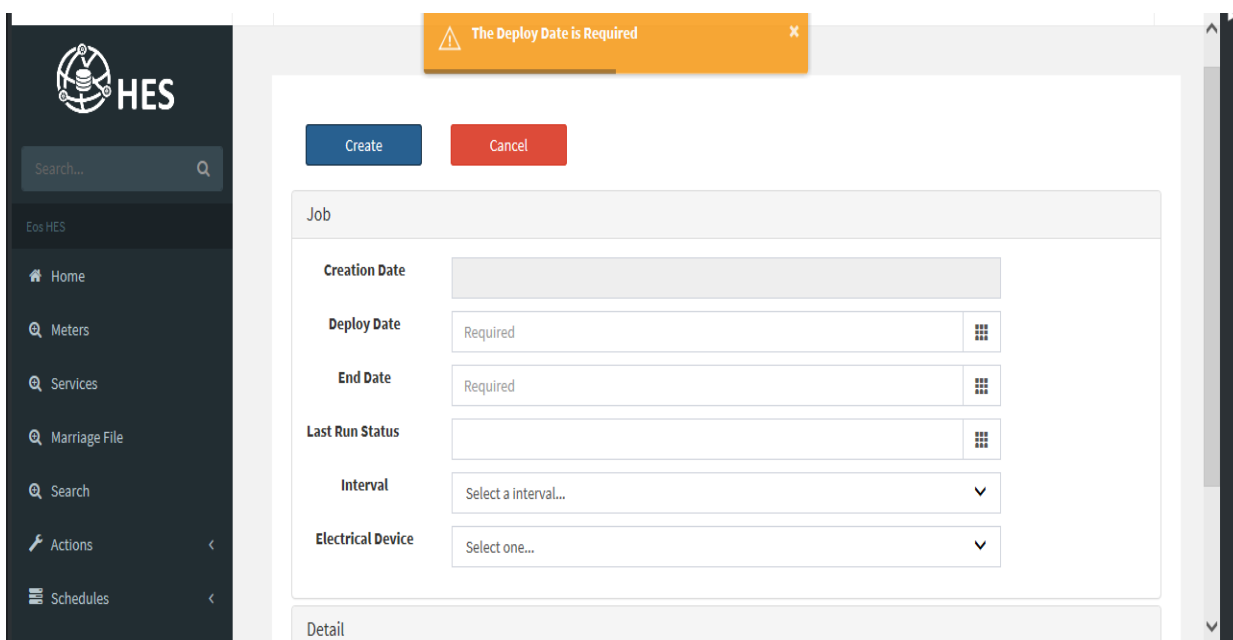 The Deploy Date is Required
x
HES
Search...
Eos HES
Home
Meters
Services
Marriage File
Search
Actions
Schedules
Create
Cancel
Job
Creation Date
Deploy Date
Required
End Date
Required
Last Run Status
Interval
Select a interval...
Electrical Device
Select one...
Detail